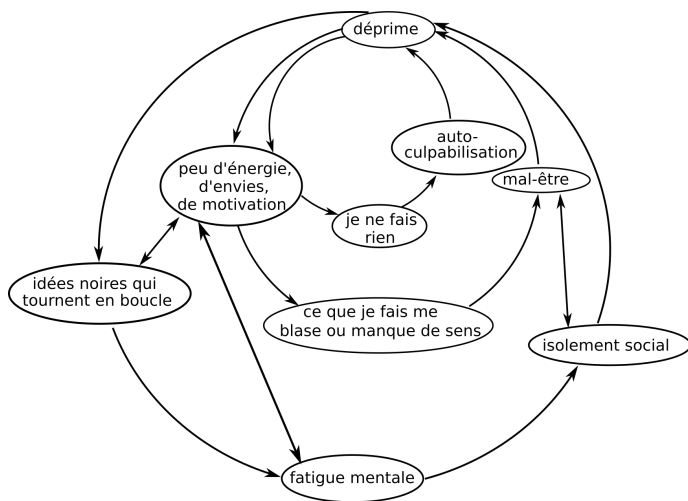 déprime
auto-
culpabilisation
peu d'énergie,
d'envies,
de motivation
mal-être
je ne fais
rien
idées noires qui
tournent en boucle
ce que je fais me
blase ou manque de sens
isolement social
fatigue mentale